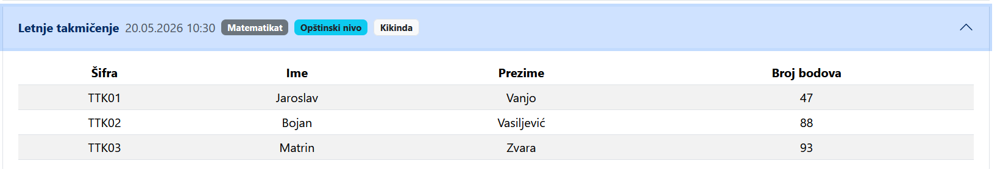 Letnje takmičenje 20.05.2026 10:30 Matematikat Opštinski nivo Kikinda
Šifra Ime Prezime Broj bodova
TTK01 Jaroslav Vanjo 47
TTK02 Bojan Vasiljević 88
TTK03 Matrin Zvara 93